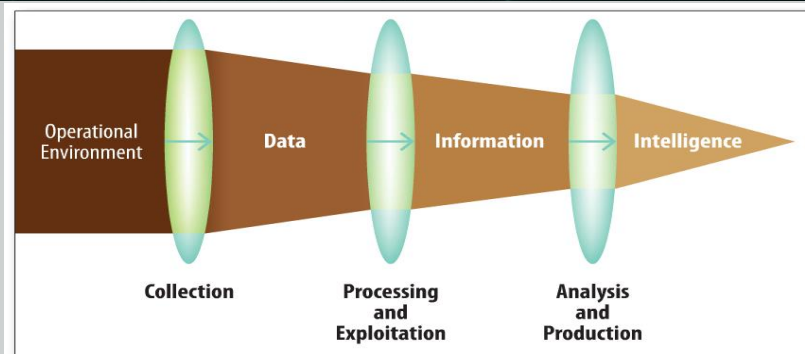 Operational
Environment
Data
Information
Intelligence
Collection
Processing
and
Exploitation
Analysis
and
Production